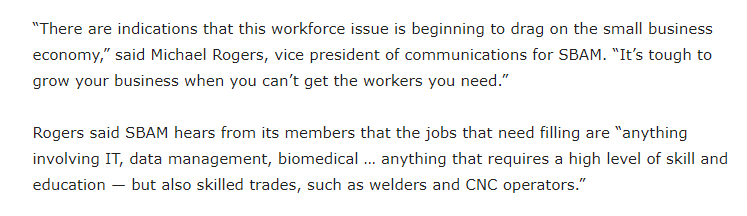 “There are indications that this workforce issue is beginning to drag on the small business
economy,” said Michael Rogers, vice president of communications for SBAM. “It’s tough to
grow your business when you can’t get the workers you need.”
Rogers said SBAM hears from its members that the jobs that need filling are “anything
involving IT, data management, biomedical … anything that requires a high level of skill and
education — but also skilled trades, such as welders and CNC operators.”